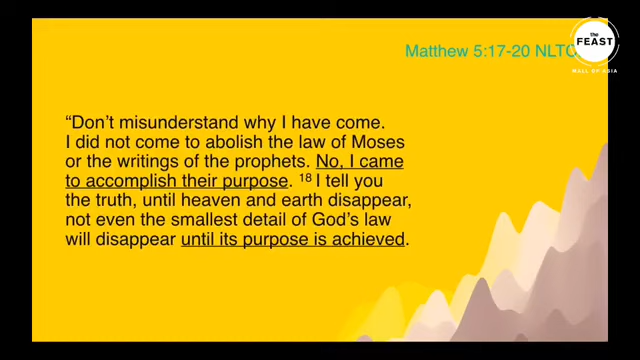 Matthew 5:17-20 NLTC
the
FEAST
MALL OF ASIA
“Don’t misunderstand why I have come.
I did not come to abolish the law of Moses
or the writings of the prophets. No, I came
to accomplish their purpose. 18 I tell you
the truth, until heaven and earth disappear,
not even the smallest detail of God’s law
will disappear until its purpose is achieved.